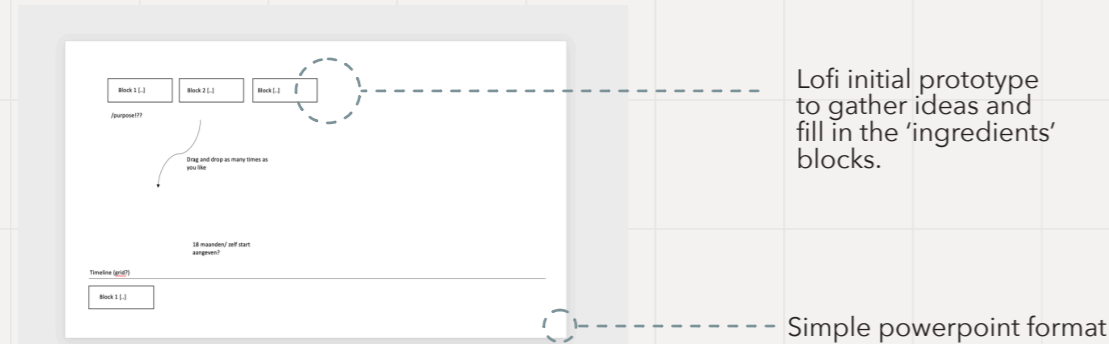 Block 1 [..]
Block 2 [..]
Block [..]
/purpose!??
Drag and drop as many times as
you like
18 maanden/ zelf start
aangeven?
Timeline (grid?)
Block 1 [..]
Lofi initial prototype
to gather ideas and
fill in the ‘ingredients’
blocks.
Simple powerpoint format